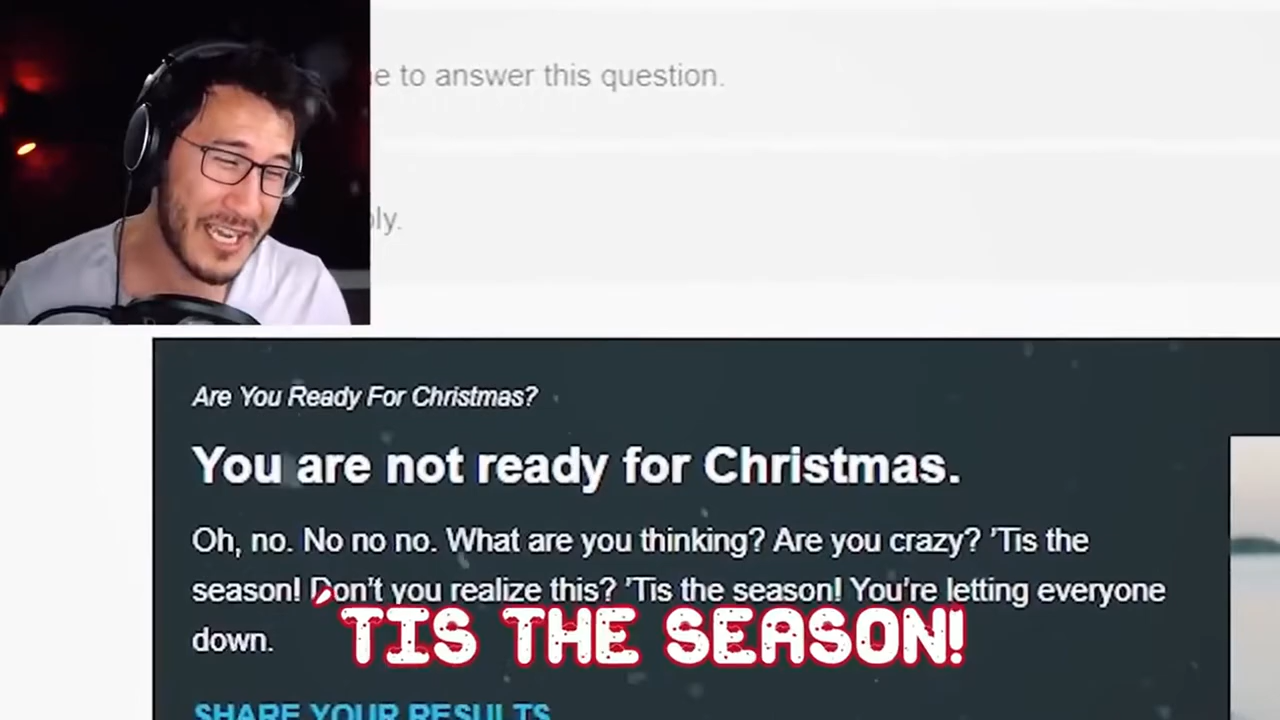 e to answer this question.
ly.
Are You Ready For Christmas?
You are not ready for Christmas.
Oh, no. No no no. What are you thinking? Are you crazy? 'Tis the
season! Don't you realize this? 'Tis the season! You're letting everyone
down.
'TIS THE SEASON!
SHARE YOUR RESULTS